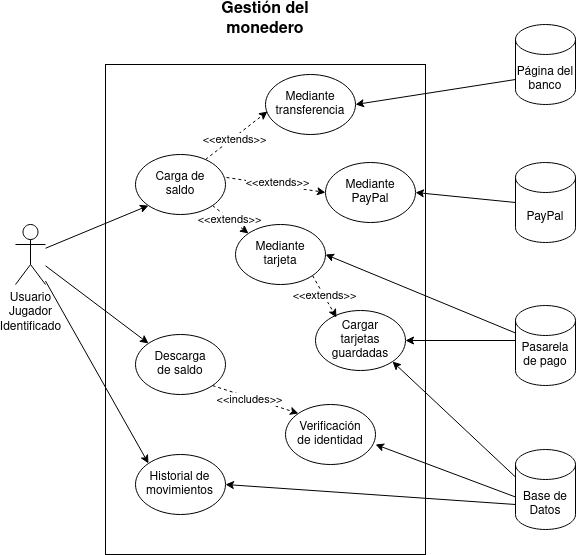 Gestión del
monedero
Mediante
transferencia
Página del
banco
<<extends>>
Carga de
saldo
<<extends>>
Mediante
PayPal
PayPal
<<extends>>
Mediante
tarjeta
Usuario
Jugador
Identificado
<<extends>>
Cargar
tarjetas
guardadas
Pasarela
de pago
Descarga
de saldo
<<includes>>
Verificación
de identidad
Historial de
movimientos
Base de
Datos